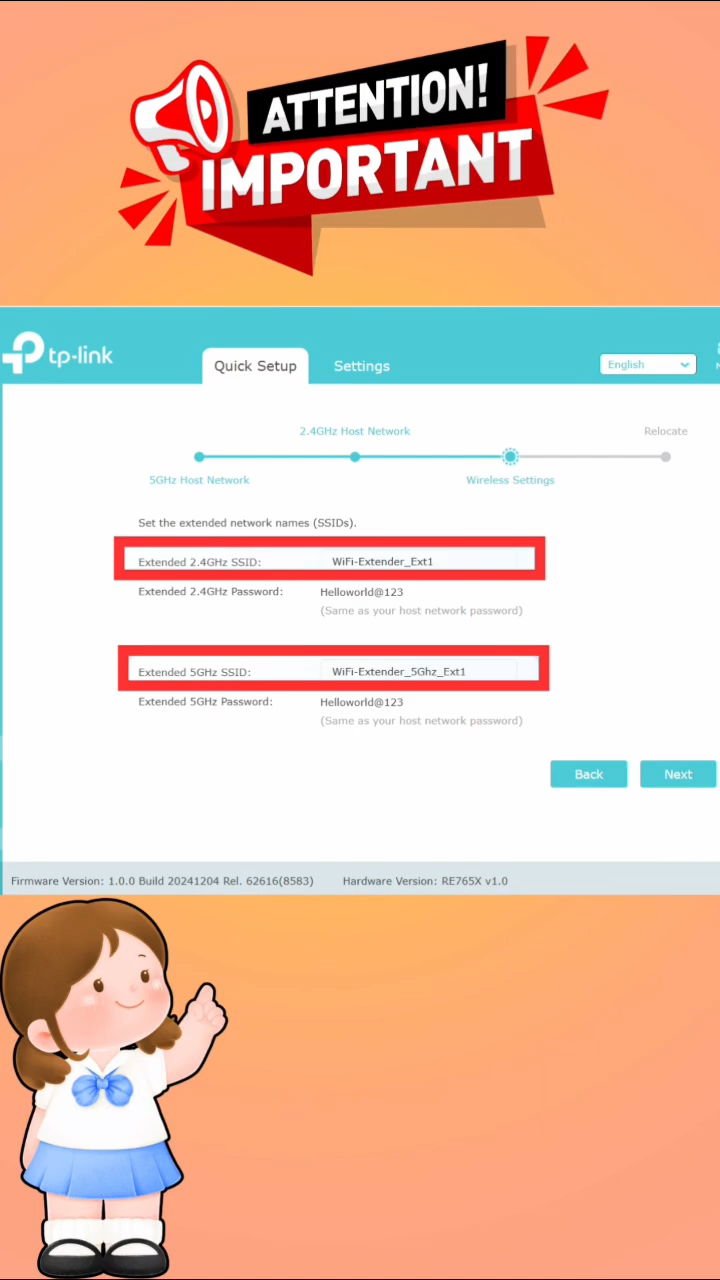 ATTENTION!
IMPORTANT
tp-link
Quick Setup
Settings
English
2.4GHz Host Network
Relocate
5GHz Host Network
Wireless Settings
Set the extended network names (SSIDs).
Extended 2.4GHz SSID: WiFi-Extender_Ext1
Extended 2.4GHz Password: Helloworld@123
(Same as your host network password)
Extended 5GHz SSID: WiFi-Extender_5Ghz_Ext1
Extended 5GHz Password: Helloworld@123
(Same as your host network password)
Back
Next
Firmware Version: 1.0.0 Build 20241204 Rel. 62616(8583) Hardware Version: RE765X v1.0